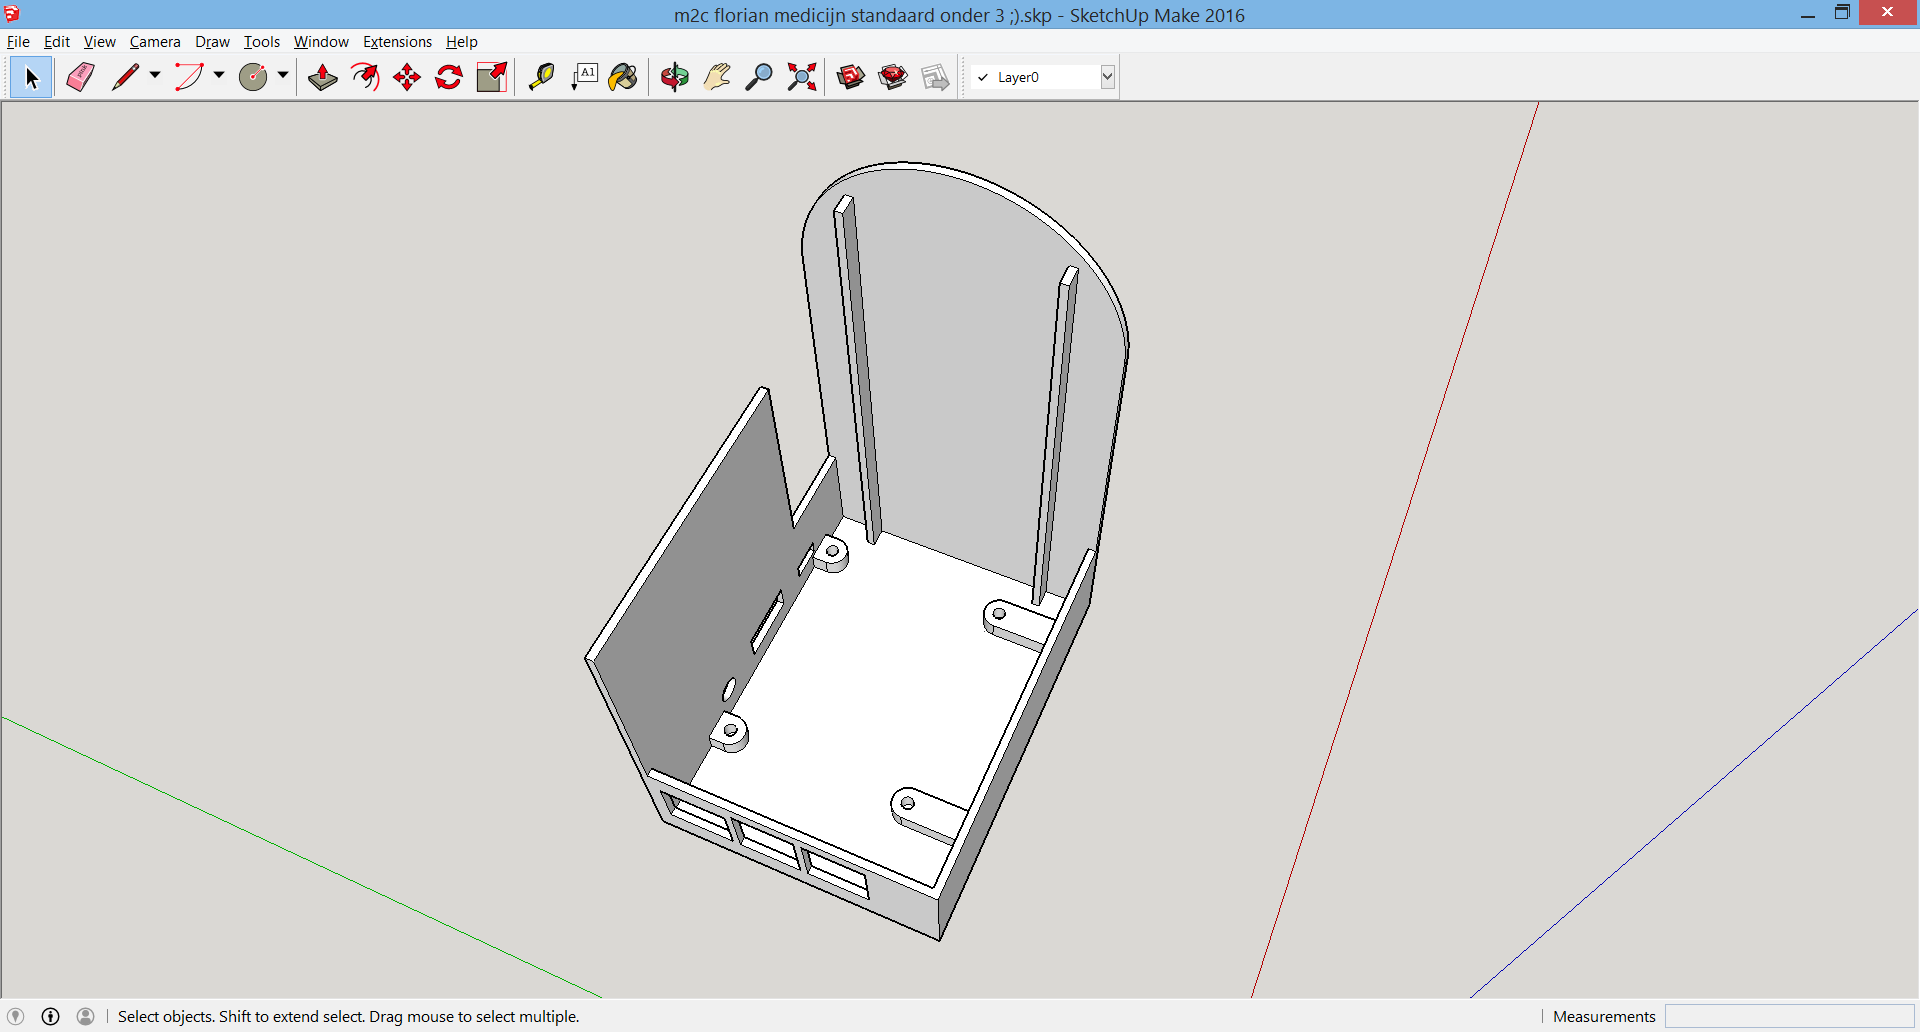 m2c florian medicijn standaard onder 3 ;).skp - SketchUp Make 2016
File Edit View Camera Draw Tools Window Extensions Help
A1
Layer0
Select objects. Shift to extend select. Drag mouse to select multiple.
Measurements